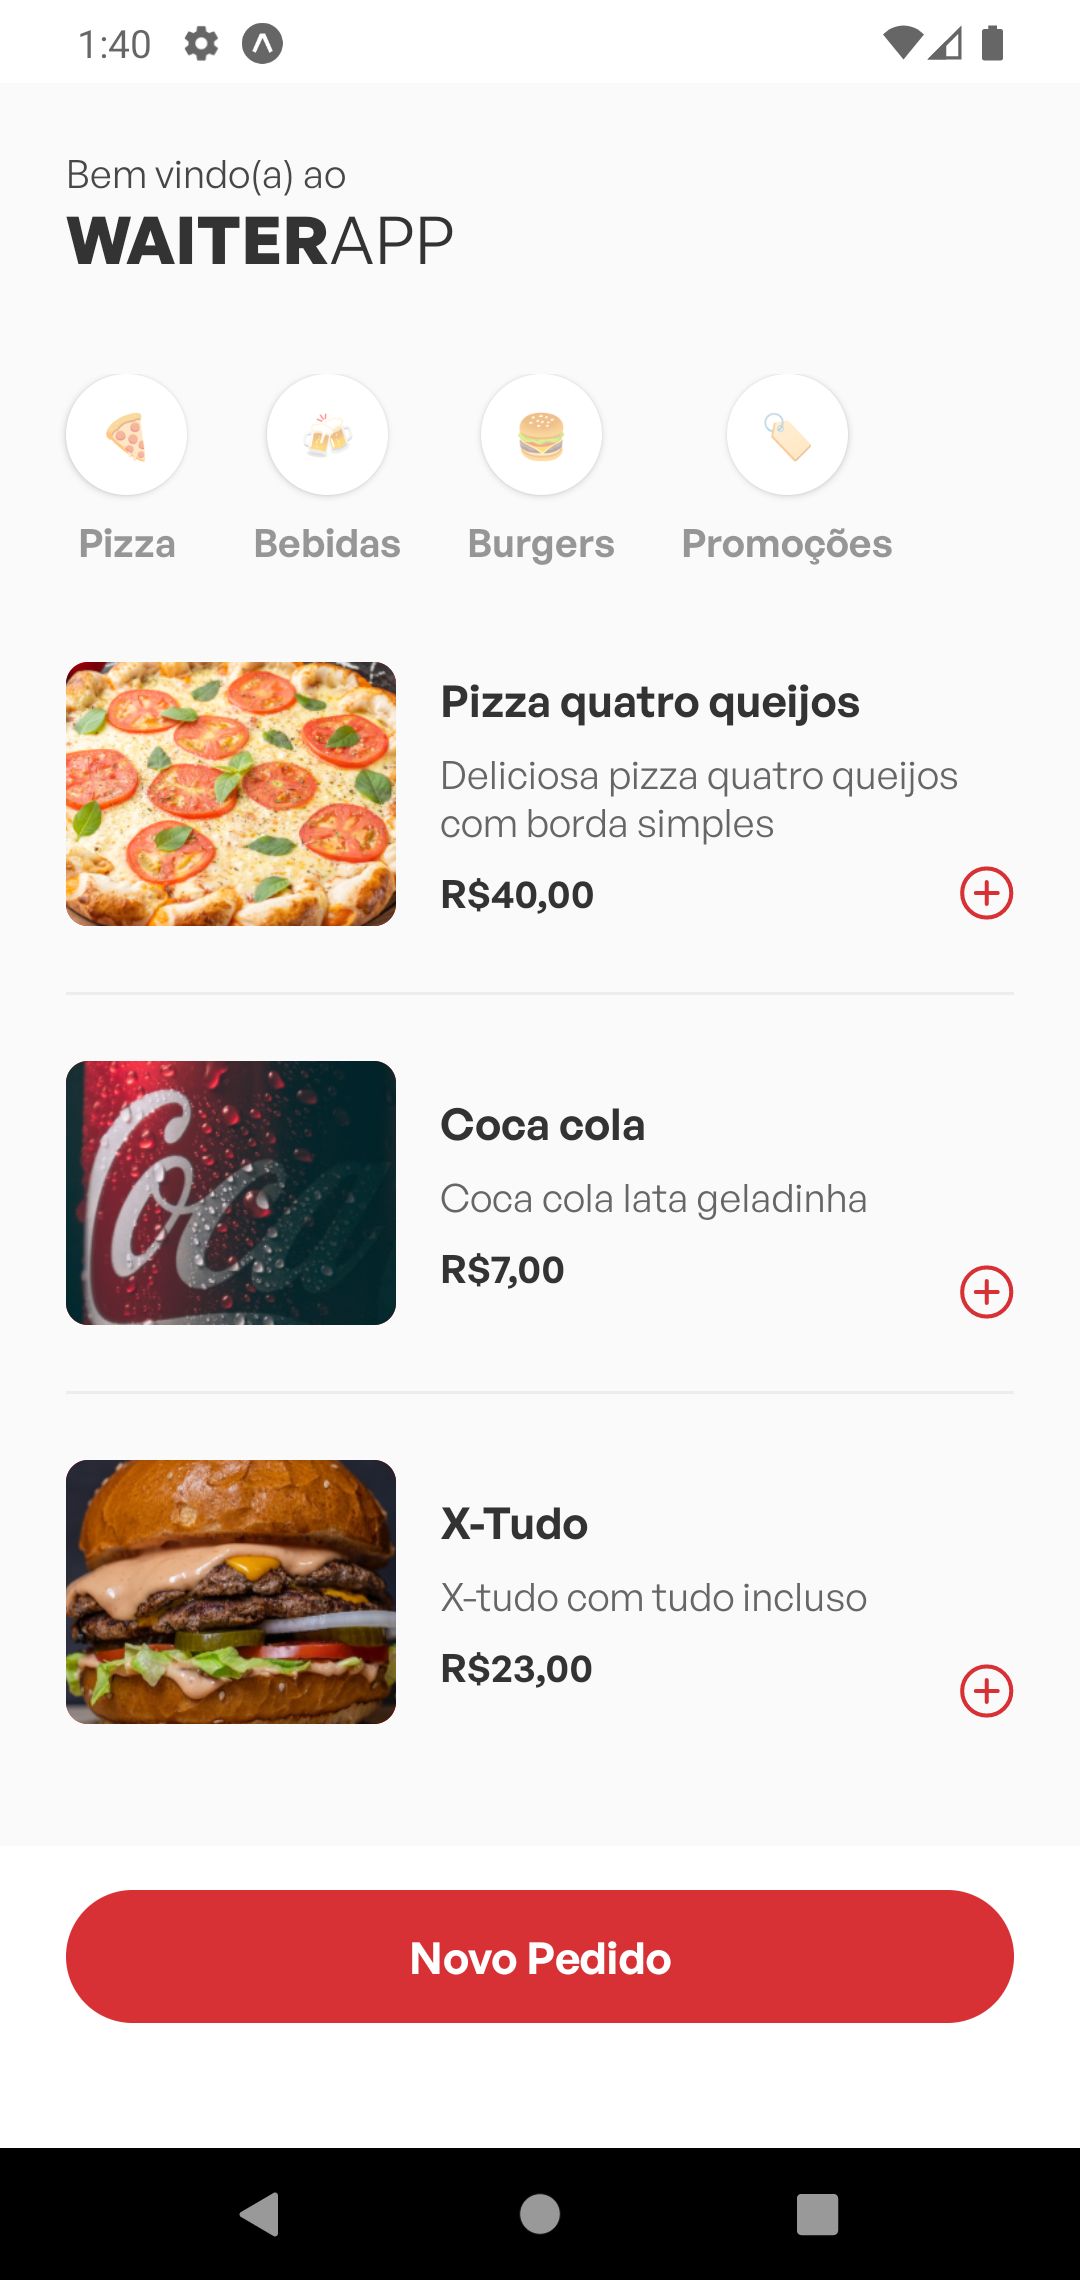 1:40
Bem vindo(a) ao
WAITERAPP
Pizza
Bebidas
Burgers
Promoções
Pizza quatro queijos
Deliciosa pizza quatro queijos
com borda simples
R$40,00
Coca
Coca cola
Coca cola lata geladinha
R$7,00
X-Tudo
X-tudo com tudo incluso
R$23,00
Novo Pedido